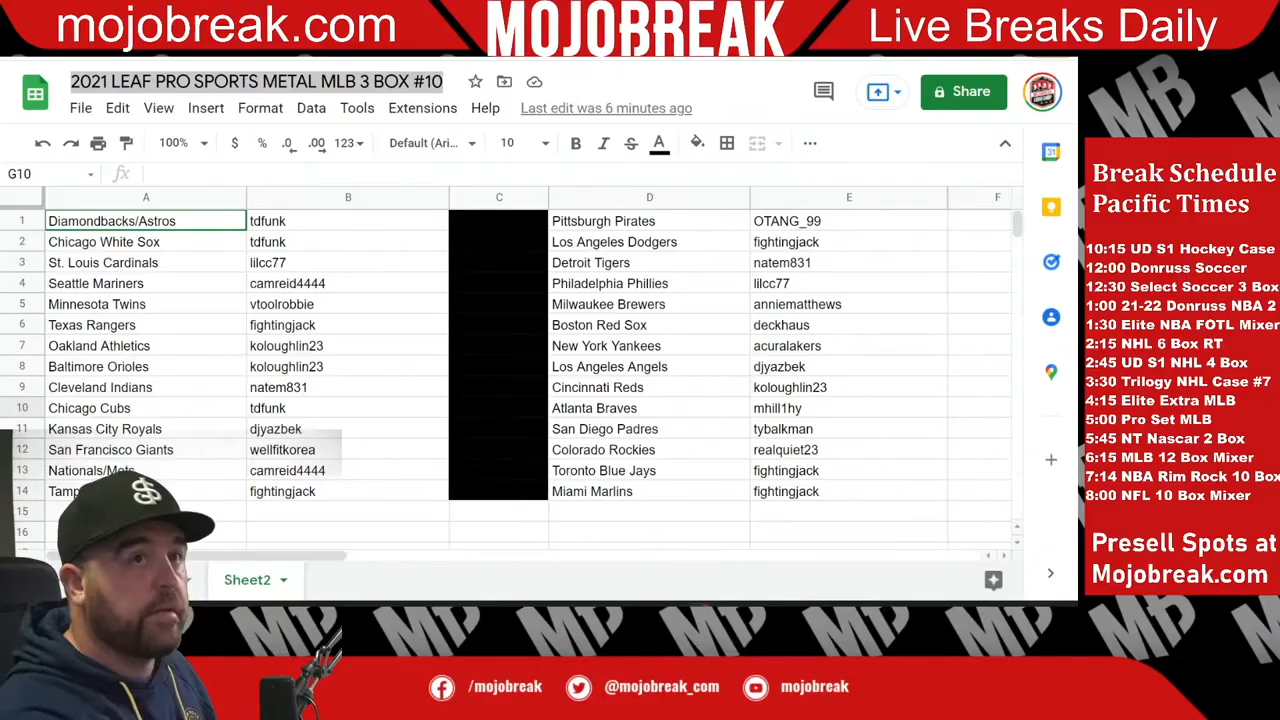 mojobreak.com
MOJOBREAK
Live Breaks Daily
2021 LEAF PRO SPORTS METAL MLB 3 BOX #10
File Edit View Insert Format Data Tools Extensions Help Last edit was 6 minutes ago
Share
100% $ % .0 .00 123 Default (Ari... 10 B I S A
G10 fx
A B C D E F
1 Diamondbacks/Astros tdfunk Pittsburgh Pirates OTANG_99
2 Chicago White Sox tdfunk Los Angeles Dodgers fightingjack
3 St. Louis Cardinals lilcc77 Detroit Tigers natem831
4 Seattle Mariners camreid4444 Philadelphia Phillies lilcc77
5 Minnesota Twins vtoolrobbie Milwaukee Brewers anniematthews
6 Texas Rangers fightingjack Boston Red Sox deckhaus
7 Oakland Athletics koloughlin23 New York Yankees acuralakers
8 Baltimore Orioles koloughlin23 Los Angeles Angels djyazbek
9 Cleveland Indians natem831 Cincinnati Reds koloughlin23
10 Chicago Cubs tdfunk Atlanta Braves mhill1hy
11 Kansas City Royals djyazbek San Diego Padres tybalkman
12 San Francisco Giants wellfitkorea Colorado Rockies realquiet23
13 Nationals/Mets camreid4444 Toronto Blue Jays fightingjack
14 Tamp fightingjack Miami Marlins fightingjack
15
16
Sheet2
31
Break Schedule
Pacific Times
10:15 UD S1 Hockey Case
12:00 Donruss Soccer
12:30 Select Soccer 3 Box
1:00 21-22 Donruss NBA 2
1:30 Elite NBA FOTL Mixer
2:15 NHL 6 Box RT
2:45 UD S1 NHL 4 Box
3:30 Trilogy NHL Case #7
4:15 Elite Extra MLB
5:00 Pro Set MLB
5:45 NT Nascar 2 Box
6:15 MLB 12 Box Mixer
7:14 NBA Rim Rock 10 Box
8:00 NFL 10 Box Mixer
Presell Spots at
Mojobreak.com
/mojobreak
@mojobreak_com
mojobreak